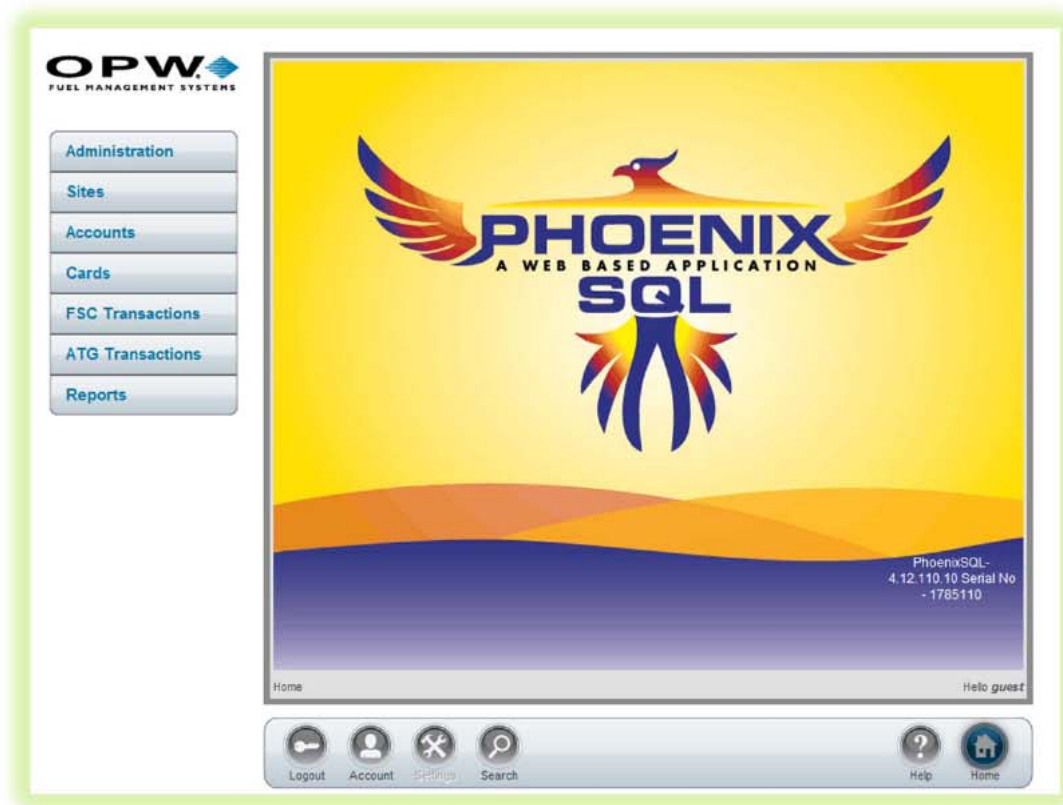 OPW
FUEL MANAGEMENT SYSTEMS
Administration
Sites
Accounts
Cards
FSC Transactions
ATG Transactions
Reports
PHOENIX
A WEB BASED APPLICATION
SQL
PhoenixSQL-
4.12.110.10 Serial No
- 1785110
Home
Hello guest
Logout
Account
Settings
Search
Help
Home